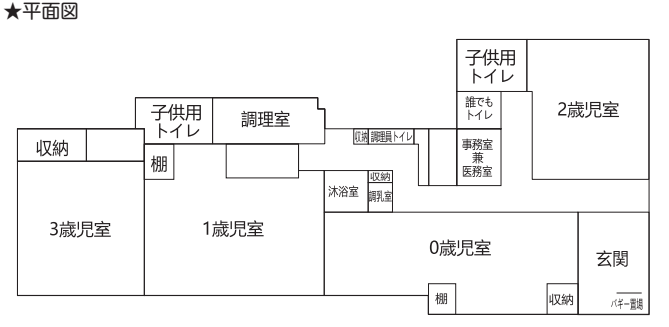 ★平面図
子供用
トイレ
2歳児室
誰でも
トイレ
子供用
トイレ
調理室
収納
調理員トイレ
事務室
兼
医務室
収納
棚
収納
沐浴室
調乳室
3歳児室
1歳児室
0歳児室
玄関
棚
収納
バギー置場